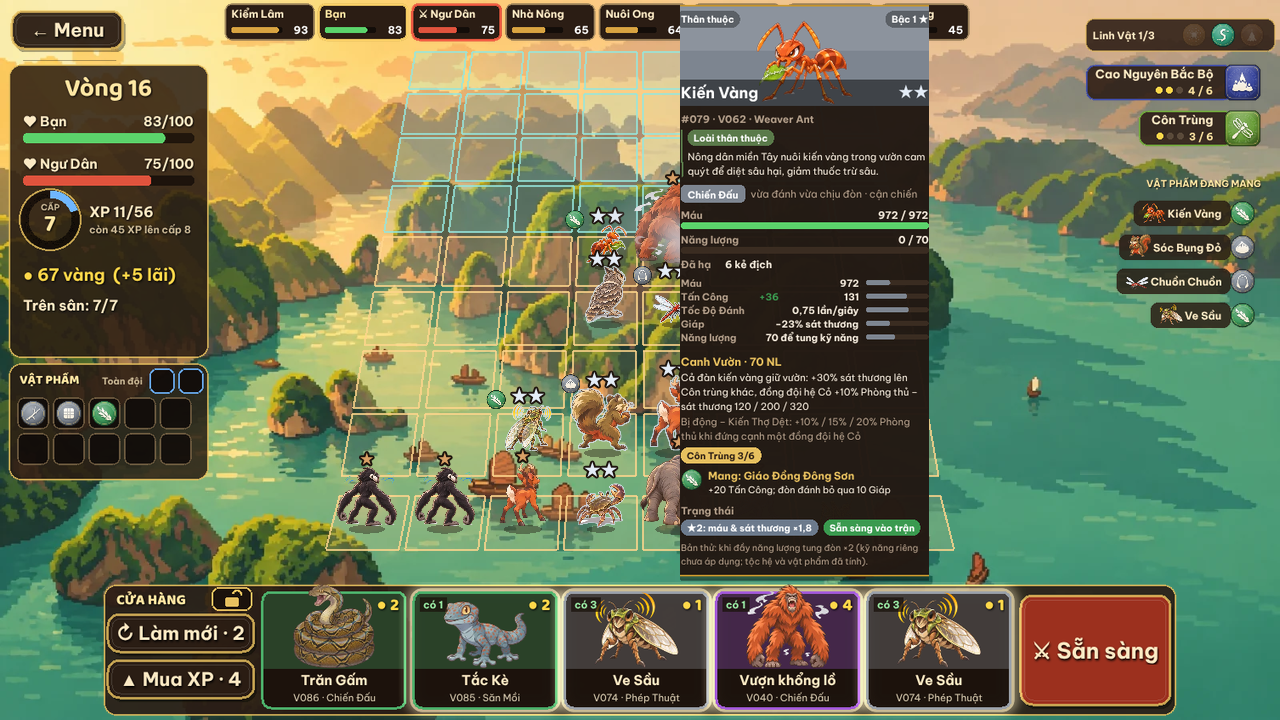 ← Menu
Kiểm Lâm
93
Bạn
83
⚔ Ngư Dân
75
Nhà Nông
65
Nuôi Ong
64
45
Vòng 16
♥ Bạn 83/100
♥ Ngư Dân 75/100
CẤP
7
XP 11/56
còn 45 XP lên cấp 8
● 67 vàng (+5 lãi)
Trên sân: 7/7
VẬT PHẨM Toàn đội
Thân thuộc
Bậc 1 ★
Kiến Vàng ★★
#079 · V062 · Weaver Ant
Loài thân thuộc
Nông dân miền Tây nuôi kiến vàng trong vườn cam
quýt để diệt sâu hại, giảm thuốc trừ sâu.
Chiến Đấu vừa đánh vừa chịu đòn · cận chiến
Máu 972 / 972
Năng lượng 0 / 70
Đã hạ 6 kẻ địch
Máu 972
Tấn Công +36 131
Tốc Độ Đánh 0,75 lần/giây
Giáp −23% sát thương
Năng lượng 70 để tung kỹ năng
Canh Vườn · 70 NL
Cả đàn kiến vàng giữ vườn: +30% sát thương lên
Côn trùng khác, đồng đội hệ Cỏ +10% Phòng thủ –
sát thương 120 / 200 / 320
Bị động – Kiến Thợ Dệt: +10% / 15% / 20% Phòng
thủ khi đứng cạnh một đồng đội hệ Cỏ
Côn Trùng 3/6
Mang: Giáo Đồng Đông Sơn
+20 Tấn Công; đòn đánh bỏ qua 10 Giáp
Trạng thái
★2: máu & sát thương ×1,8
Sẵn sàng vào trận
Bản thử: khi đầy năng lượng tung đòn ×2 (kỹ năng riêng
chưa áp dụng; tộc hệ và vật phẩm đã tính).
Linh Vật 1/3
Cao Nguyên Bắc Bộ
4 / 6
Côn Trùng
3 / 6
VẬT PHẨM ĐANG MANG
Kiến Vàng
Sóc Bụng Đỏ
Chuồn Chuồn
Ve Sầu
CỬA HÀNG
↻ Làm mới · 2
▲ Mua XP · 4
● 2
Trăn Gấm
V086 · Chiến Đấu
có 1
● 2
Tắc Kè
V085 · Săn Mồi
có 3
● 1
Ve Sầu
V074 · Phép Thuật
có 1
● 4
Vượn khổng lồ
V040 · Chiến Đấu
có 3
● 1
Ve Sầu
V074 · Phép Thuật
⚔ Sẵn sàng